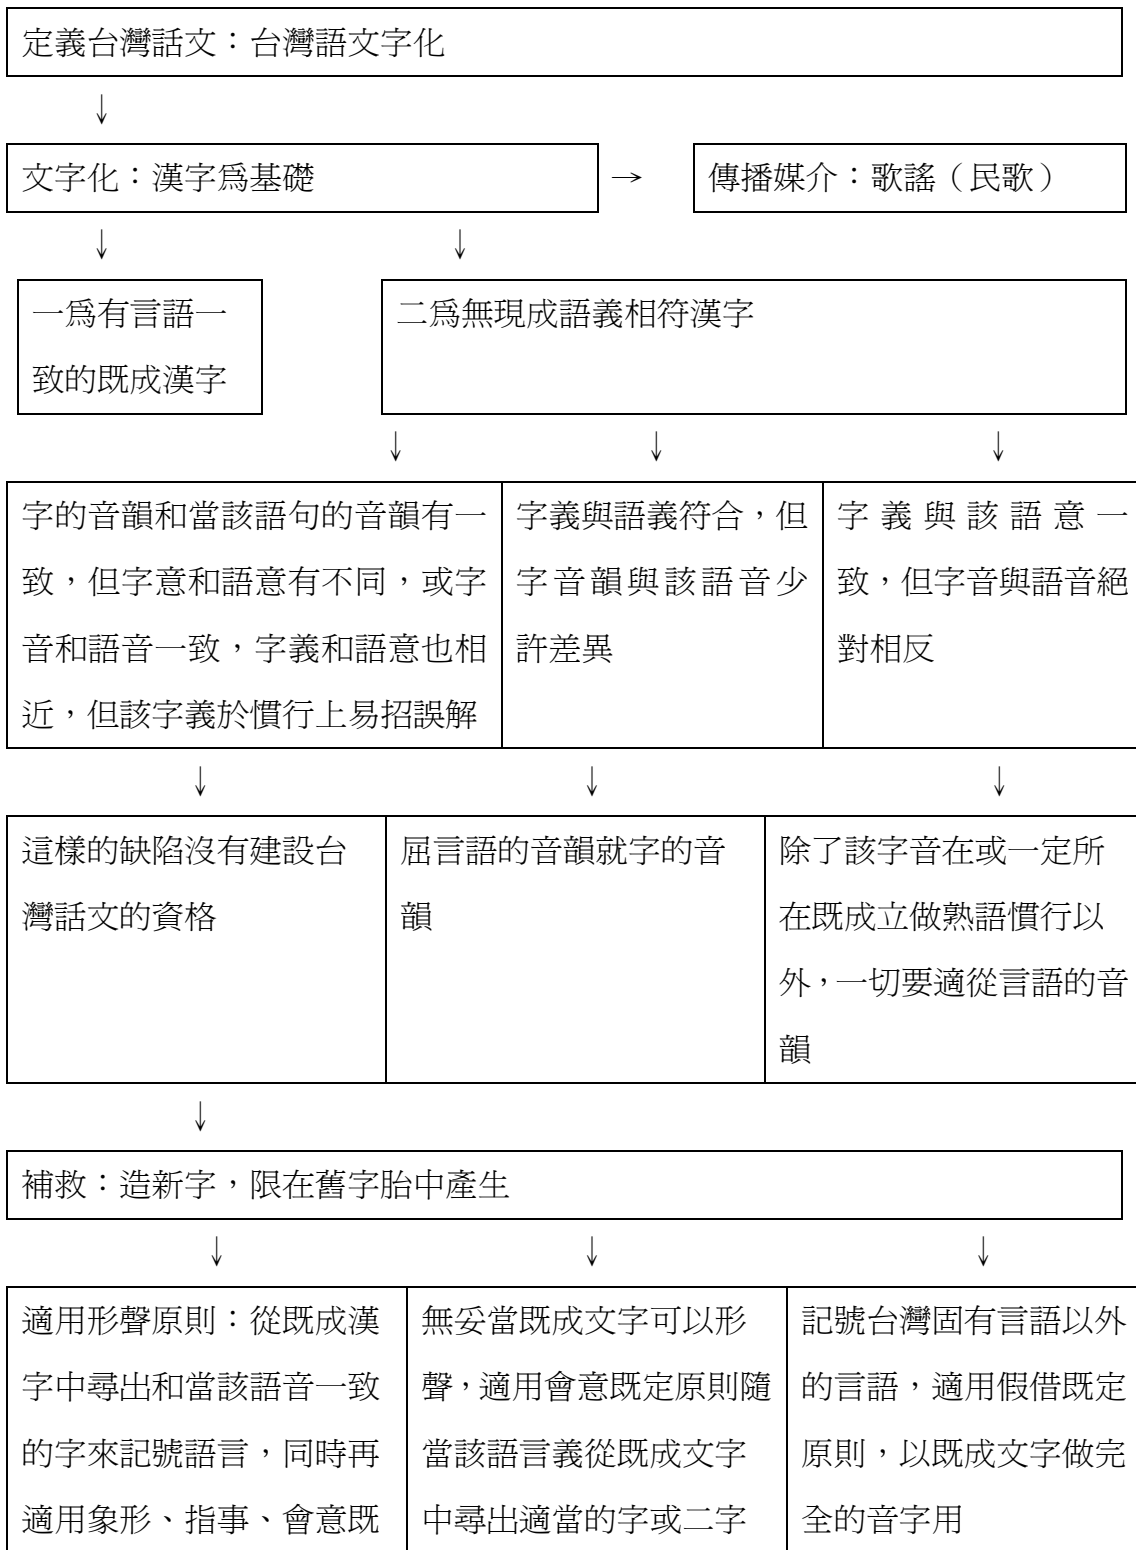 定義台灣話文：台灣語文字化
↓
文字化：漢字爲基礎
→
傳播媒介：歌謠（民歌）
↓ ↓
一爲有言語一
致的既成漢字
二爲無現成語義相符漢字
↓ ↓ ↓
字的音韻和當該語句的音韻有一
致，但字意和語意有不同，或字
音和語音一致，字義和語意也相
近，但該字義於慣行上易招誤解
字義與語義符合，但
字音韻與該語音少
許差異
字義與該語意一
致，但字音與語音絕
對相反
↓ ↓ ↓
這樣的缺陷沒有建設台
灣話文的資格
屈言語的音韻就字的音
韻
除了該字音在或一定所
在既成立做熟語慣行以
外，一切要適從言語的音
韻
↓
補救：造新字，限在舊字胎中產生
↓ ↓ ↓
適用形聲原則：從既成漢
字中尋出和當該語音一致
的字來記號語言，同時再
適用象形、指事、會意既
無妥當既成文字可以形
聲，適用會意既定原則隨
當該語言義從既成文字
中尋出適當的字或二字
記號台灣固有言語以外
的言語，適用假借既定
原則，以既成文字做完
全的音字用